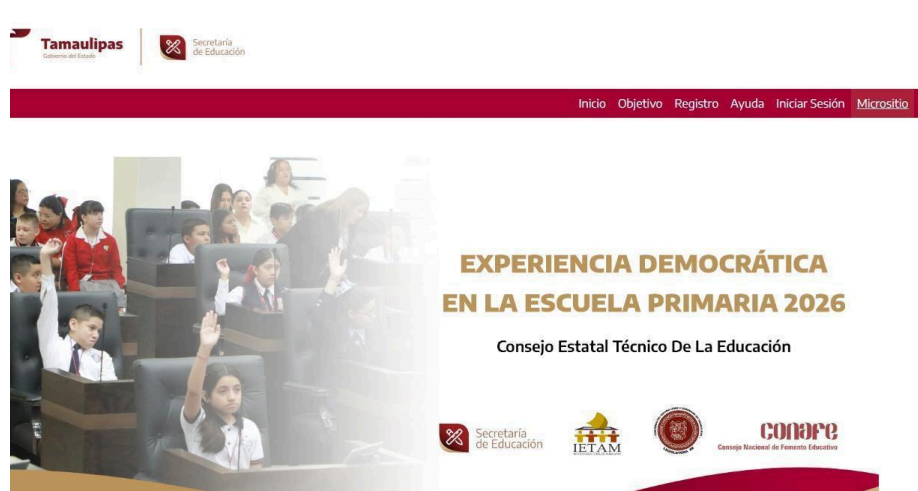 Tamaulipas
Gobierno del Estado
Secretaría
de Educación
Inicio Objetivo Registro Ayuda Iniciar Sesión Micrositio
EXPERIENCIA DEMOCRÁTICA
EN LA ESCUELA PRIMARIA 2026
Consejo Estatal Técnico De La Educación
Secretaría
de Educación
IETAM
conafe
Consejo Nacional de Fomento Educativo